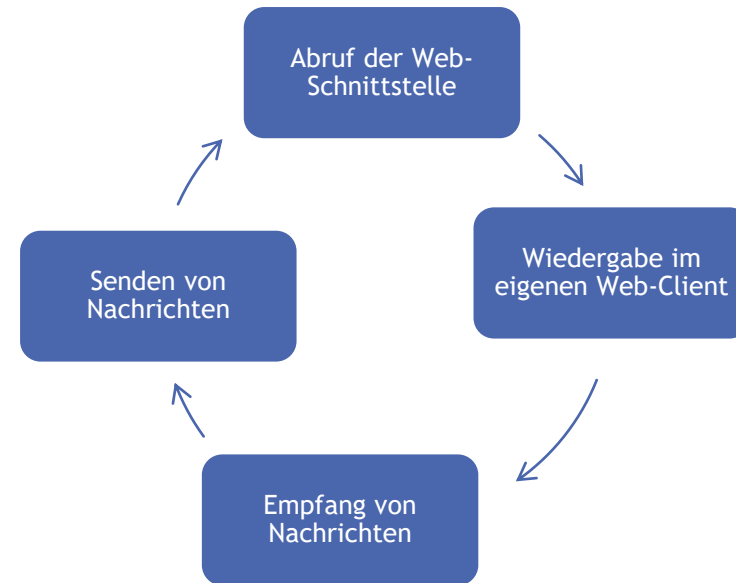 Abruf der Web-
Schnittstelle
Wiedergabe im
eigenen Web-Client
Empfang von
Nachrichten
Senden von
Nachrichten